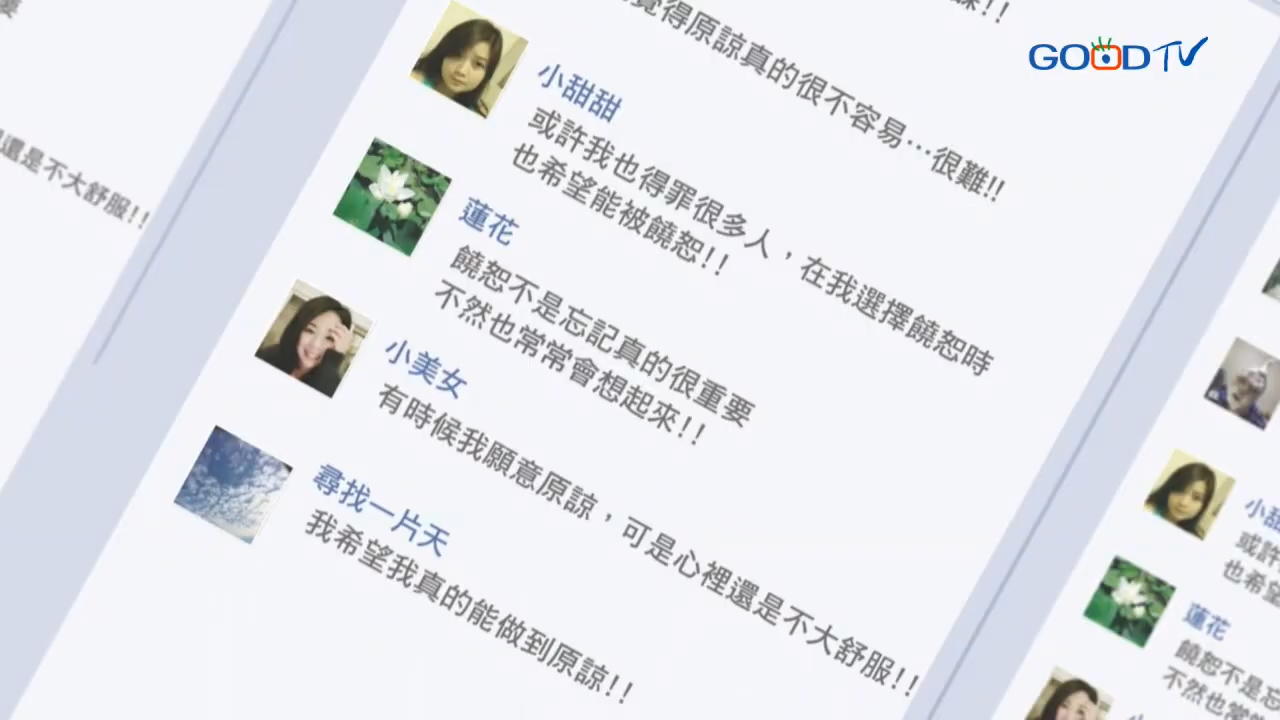 GOOD TV
覺得原諒真的很不容易…很難!!
小甜甜
或許我也得罪很多人，在我選擇饒恕時
也希望能被饒恕!!
蓮花
饒恕不是忘記真的很重要
不然也常常會想起來!!
小美女
有時候我願意原諒，可是心裡還是不大舒服!!
尋找一片天
我希望我真的能做到原諒!!
還是不大舒服!!
小甜
或許
也希望
蓮花
饒恕不是忘
不然也常常